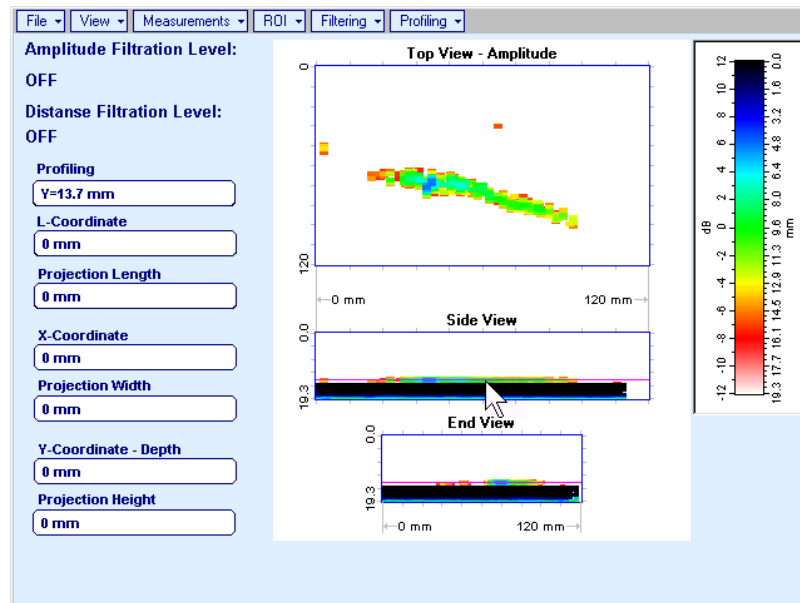 File View Measurements ROI Filtering Profiling
Amplitude Filtration Level:
OFF
Distanse Filtration Level:
OFF
Profiling
Y=13.7 mm
L-Coordinate
0 mm
Projection Length
0 mm
X-Coordinate
0 mm
Projection Width
0 mm
Y-Coordinate - Depth
0 mm
Projection Height
0 mm
Top View - Amplitude
0
120
0 mm
120 mm
Side View
0.0
19.3
End View
0.0
19.3
0 mm
120 mm
12
10
8
6
4
2
0
-2
-4
-6
-8
-10
-12
dB
0.0
1.6
3.2
4.8
6.4
8.0
9.6
11.3
12.9
14.5
16.1
17.7
19.3
mm